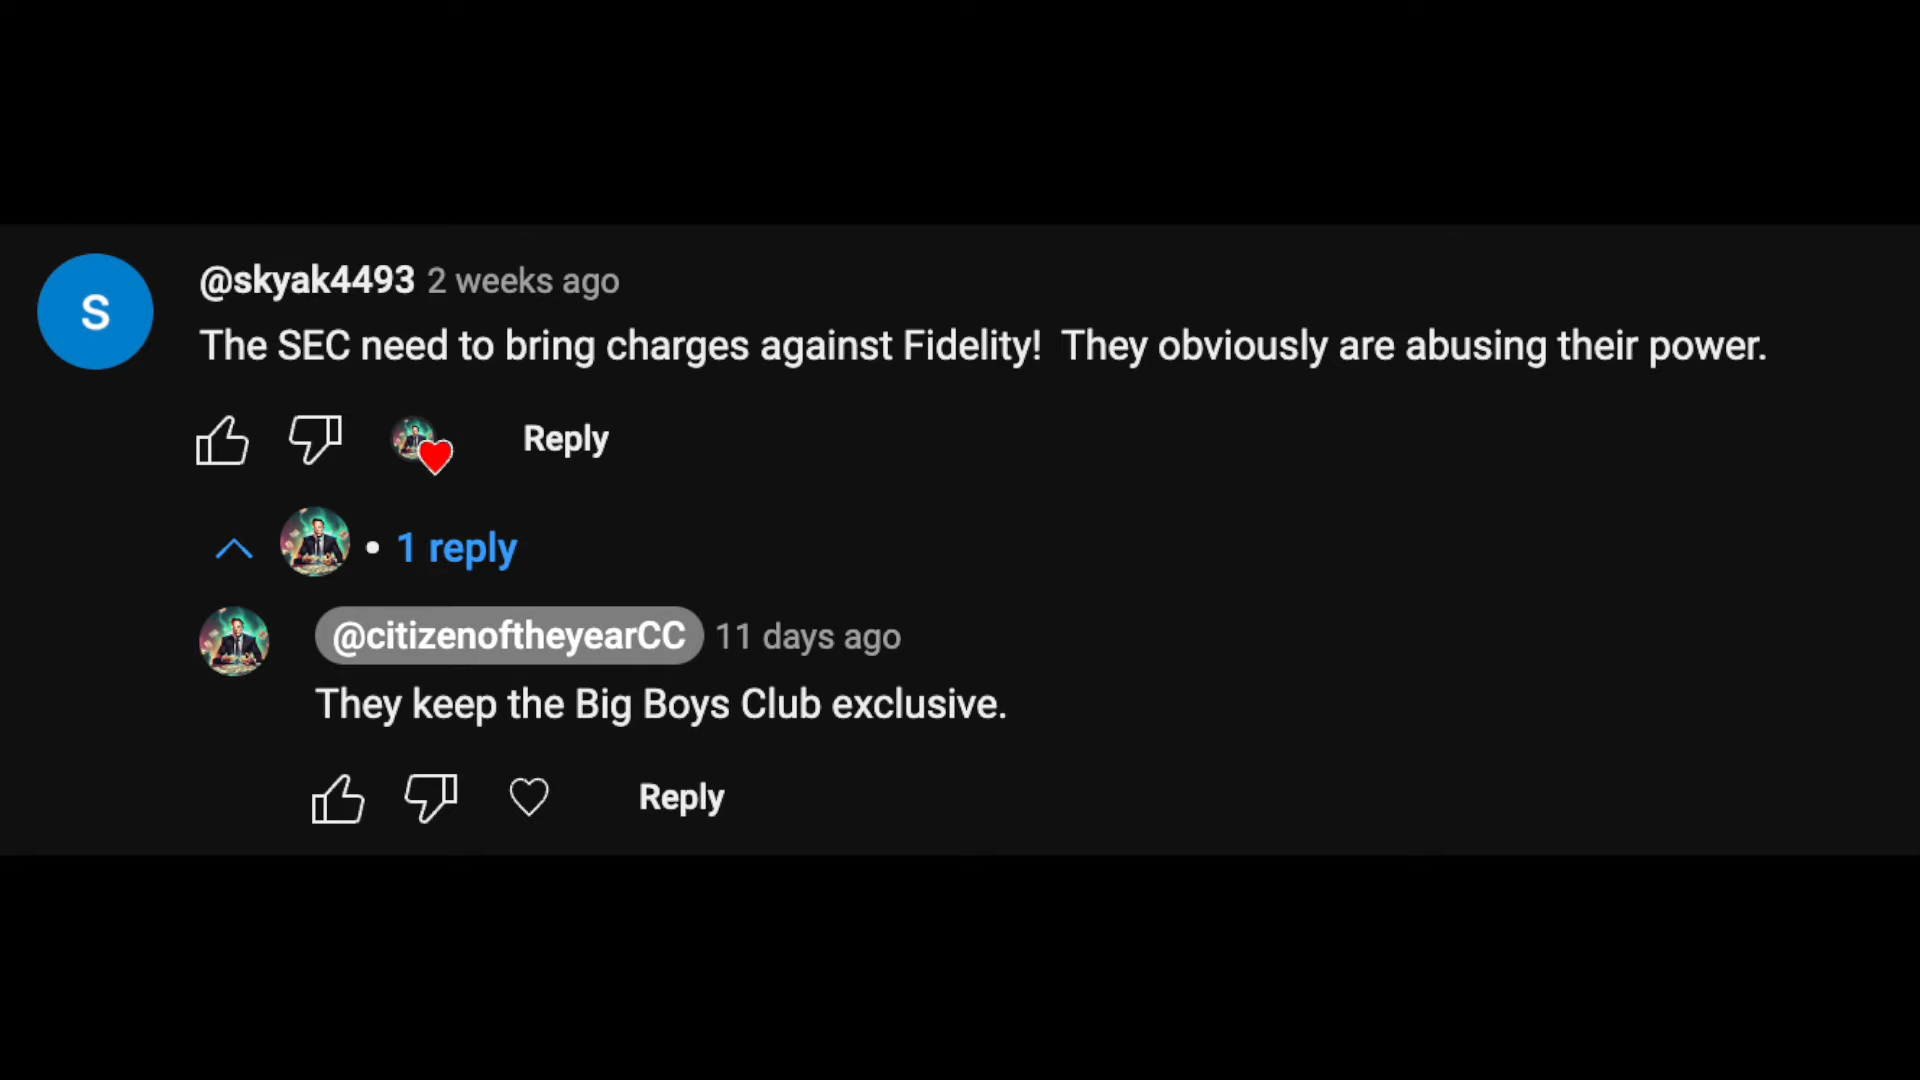 S
@skyak4493 2 weeks ago
The SEC need to bring charges against Fidelity!  They obviously are abusing their power.
Reply
• 1 reply
@citizenoftheyearCC 11 days ago
They keep the Big Boys Club exclusive.
Reply